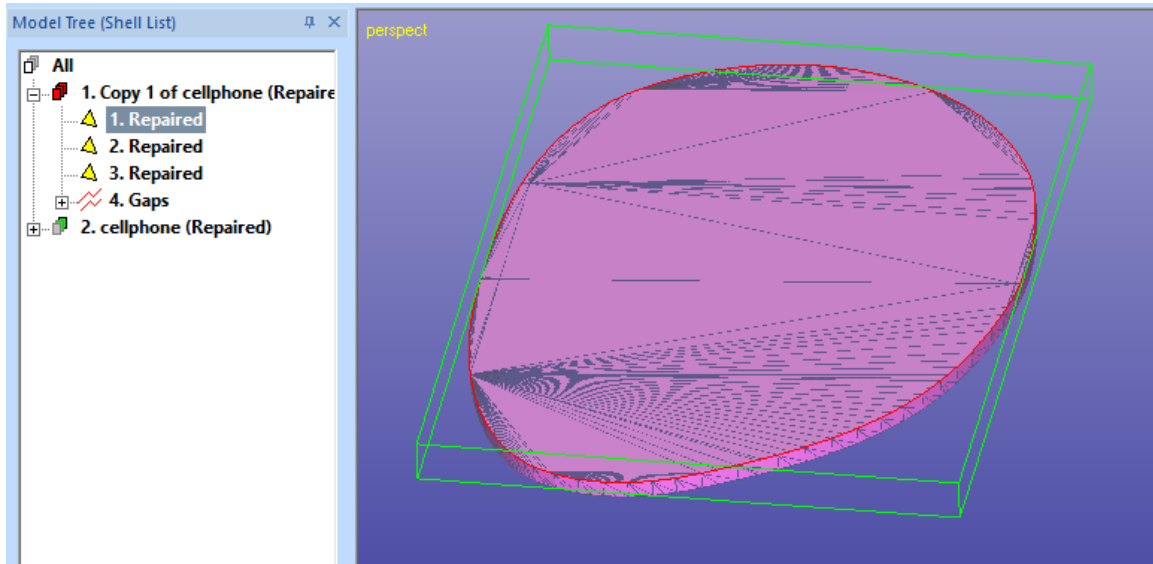 Model Tree (Shell List)
All
1. Copy 1 of cellphone (Repaire
1. Repaired
2. Repaired
3. Repaired
4. Gaps
2. cellphone (Repaired)
perspect